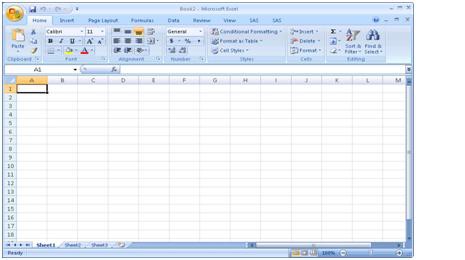 Book2 - Microsoft Excel
Home Insert Page Layout Formulas Data Review View SAS SAS
Paste
Clipboard
Calibri 11
B I U A A
Font
Alignment
General
$ % ,
Number
Conditional Formatting
Format as Table
Cell Styles
Styles
Insert
Delete
Format
Cells
Σ
Sort & Filter
Find & Select
Editing
A1 fx
A B C D E F G H I J K L M
1
2
3
4
5
6
7
8
9
10
11
12
13
14
15
16
17
18
Sheet1 Sheet2 Sheet3
Ready 100%